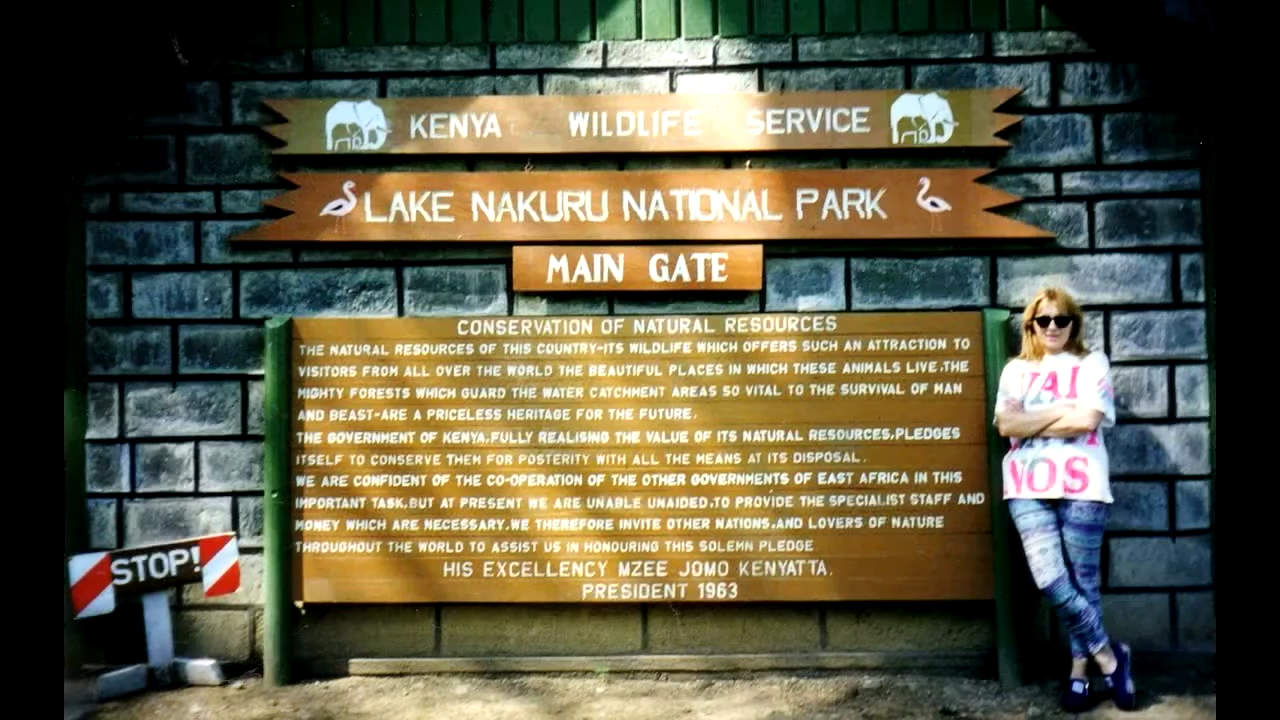 KENYA WILDLIFE SERVICE
LAKE NAKURU NATIONAL PARK
MAIN GATE
CONSERVATION OF NATURAL RESOURCES
THE NATURAL RESOURCES OF THIS COUNTRY-ITS WILDLIFE WHICH OFFERS SUCH AN ATTRACTION TO
VISITORS FROM ALL OVER THE WORLD THE BEAUTIFUL PLACES IN WHICH THESE ANIMALS LIVE.THE
MIGHTY FORESTS WHICH GUARD THE WATER CATCHMENT AREAS SO VITAL TO THE SURVIVAL OF MAN
AND BEAST-ARE A PRICELESS HERITAGE FOR THE FUTURE.
THE GOVERNMENT OF KENYA,FULLY REALISING THE VALUE OF ITS NATURAL RESOURCES,PLEDGES
ITSELF TO CONSERVE THEM FOR POSTERITY WITH ALL THE MEANS AT ITS DISPOSAL.
WE ARE CONFIDENT OF THE CO-OPERATION OF THE OTHER GOVERNMENTS OF EAST AFRICA IN THIS
IMPORTANT TASK,BUT AT PRESENT WE ARE UNABLE UNAIDED,TO PROVIDE THE SPECIALIST STAFF AND
MONEY WHICH ARE NECESSARY.WE THEREFORE INVITE OTHER NATIONS,AND LOVERS OF NATURE
THROUGHOUT THE WORLD TO ASSIST US IN HONOURING THIS SOLEMN PLEDGE
HIS EXCELLENCY MZEE JOMO KENYATTA.
PRESIDENT 1963
STOP!
NOS